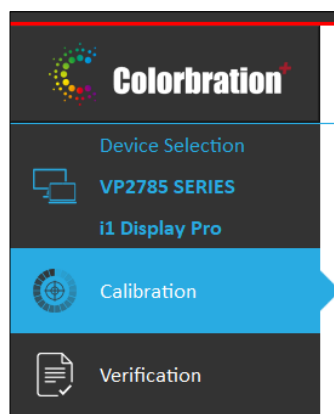 Colorbration+
Device Selection
VP2785 SERIES
i1 Display Pro
Calibration
Verification